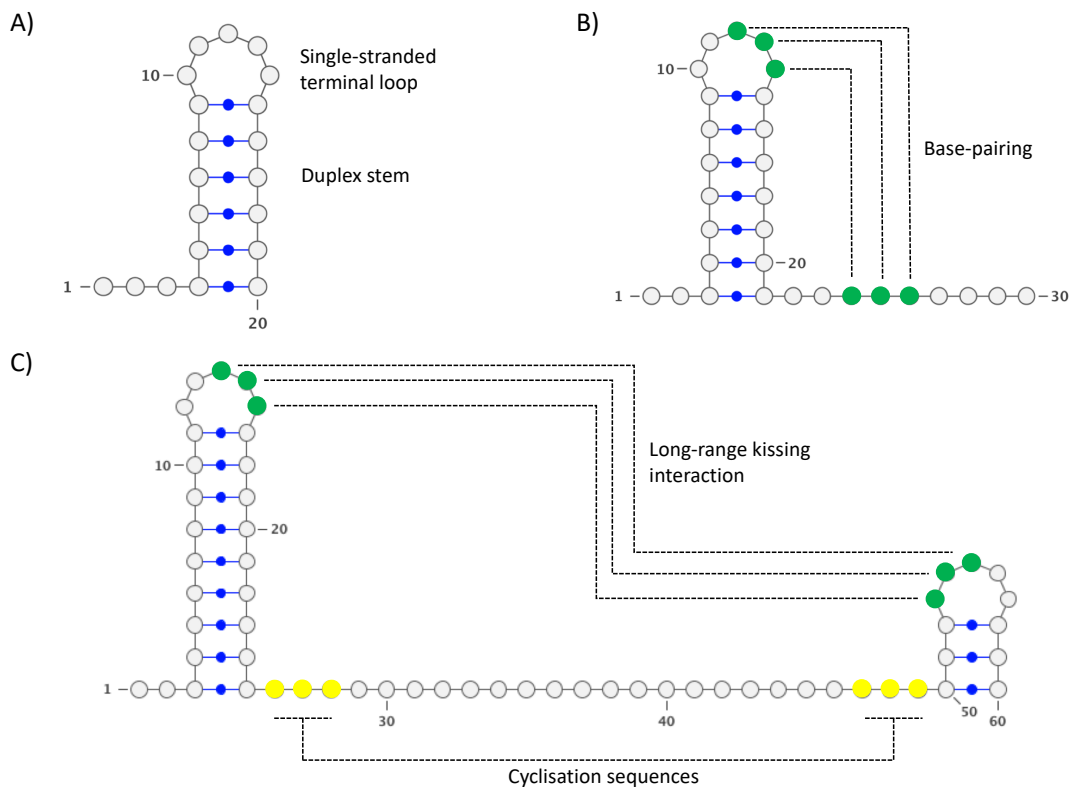 A)
Single-stranded
terminal loop
10
Duplex stem
1
20
B)
10
Base-pairing
20
1
30
C)
Long-range kissing
interaction
10
20
1
30
40
50
60
Cyclisation sequences